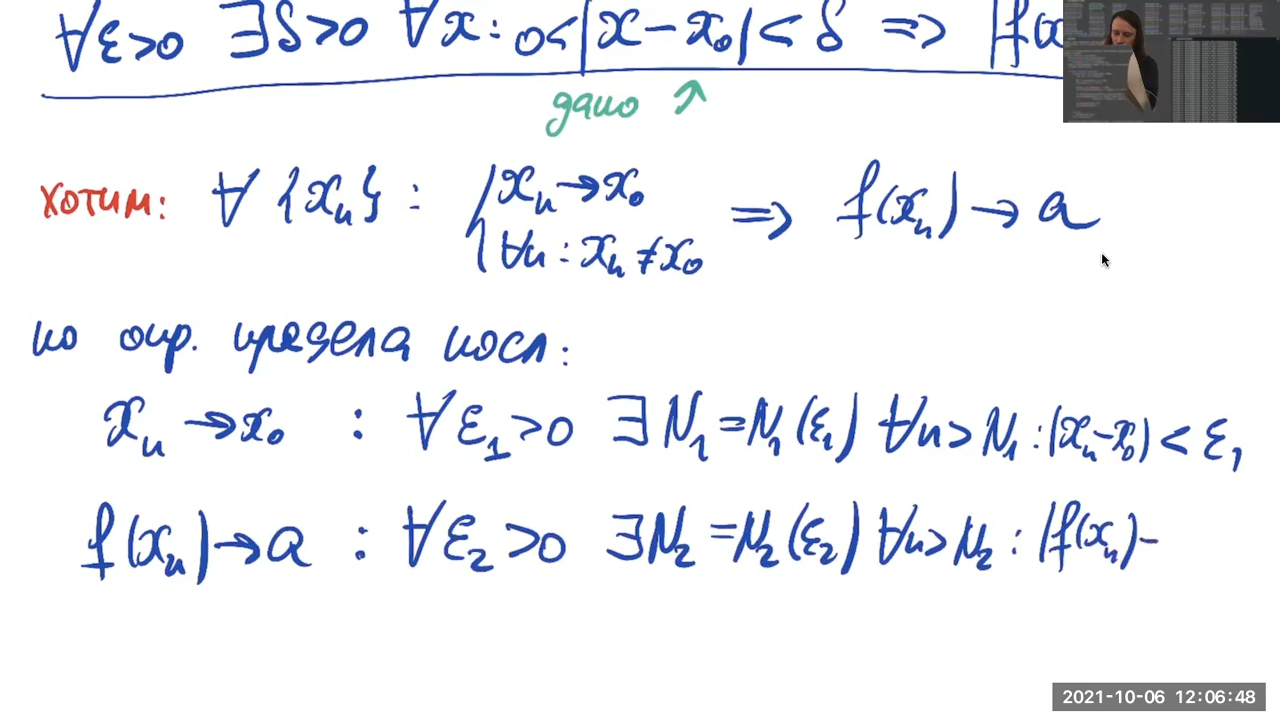 ∀ε>0 ∃δ>0 ∀x: 0<|x-x₀|<δ => |f(x
дано ↗
хотим: ∀ {xₙ} : { xₙ → x₀ => f(xₙ) → a
∀n : xₙ ≠ x₀
по опр. предела посл:
xₙ → x₀ : ∀ε₁>0 ∃N₁=N₁(ε₁) ∀n>N₁ : |xₙ-x₀|<ε₁
f(xₙ) → a : ∀ε₂>0 ∃N₂=N₂(ε₂) ∀n>N₂ : |f(xₙ)-
2021-10-06 12:06:48